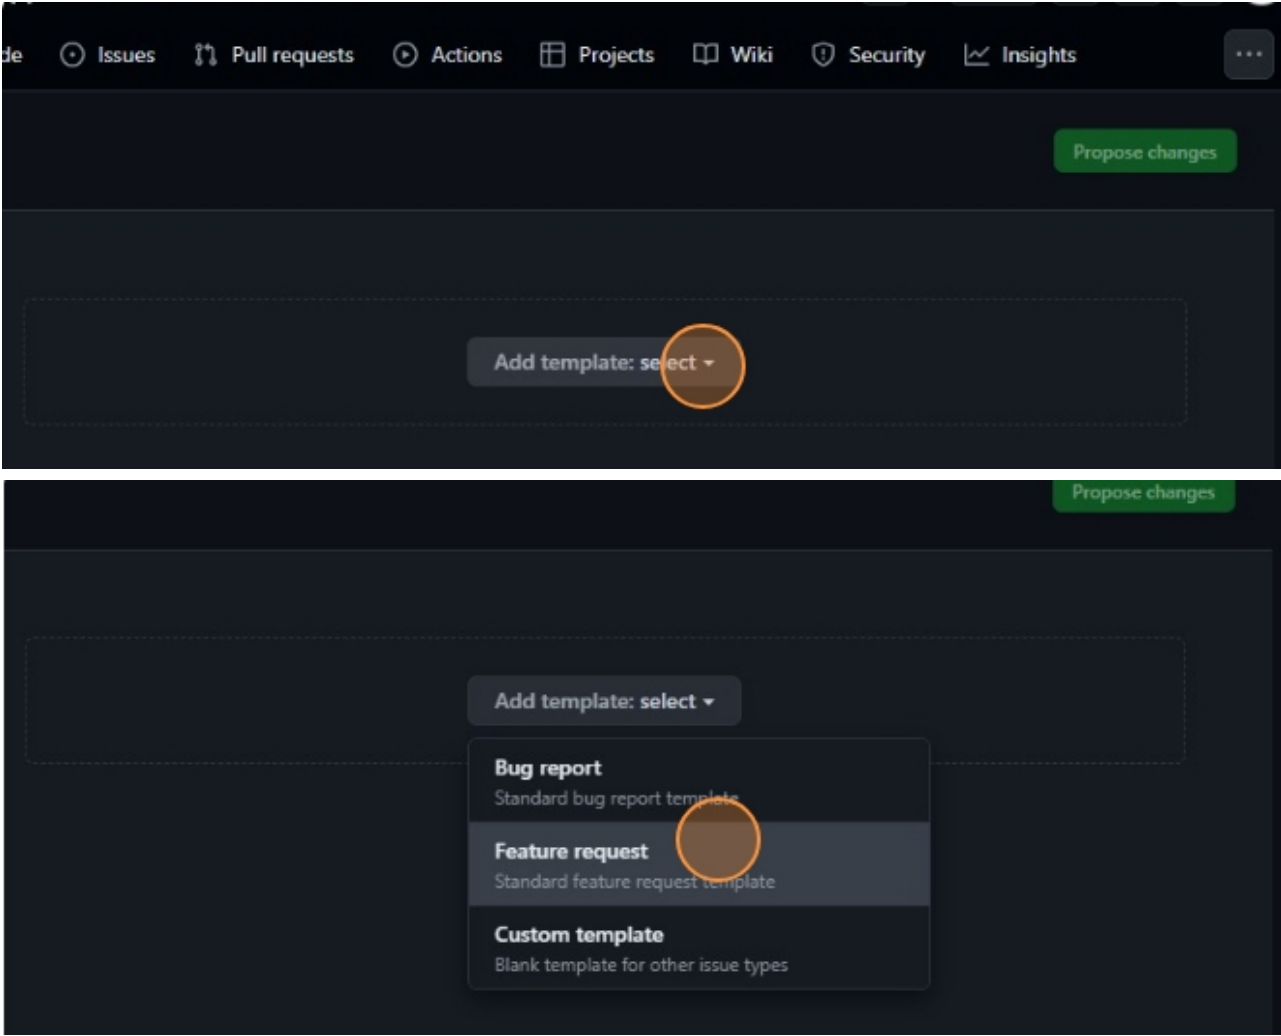 de Issues Pull requests Actions Projects Wiki Security Insights
Propose changes
Add template: select
Propose changes
Add template: select
Bug report
Standard bug report template
Feature request
Standard feature request template
Custom template
Blank template for other issue types